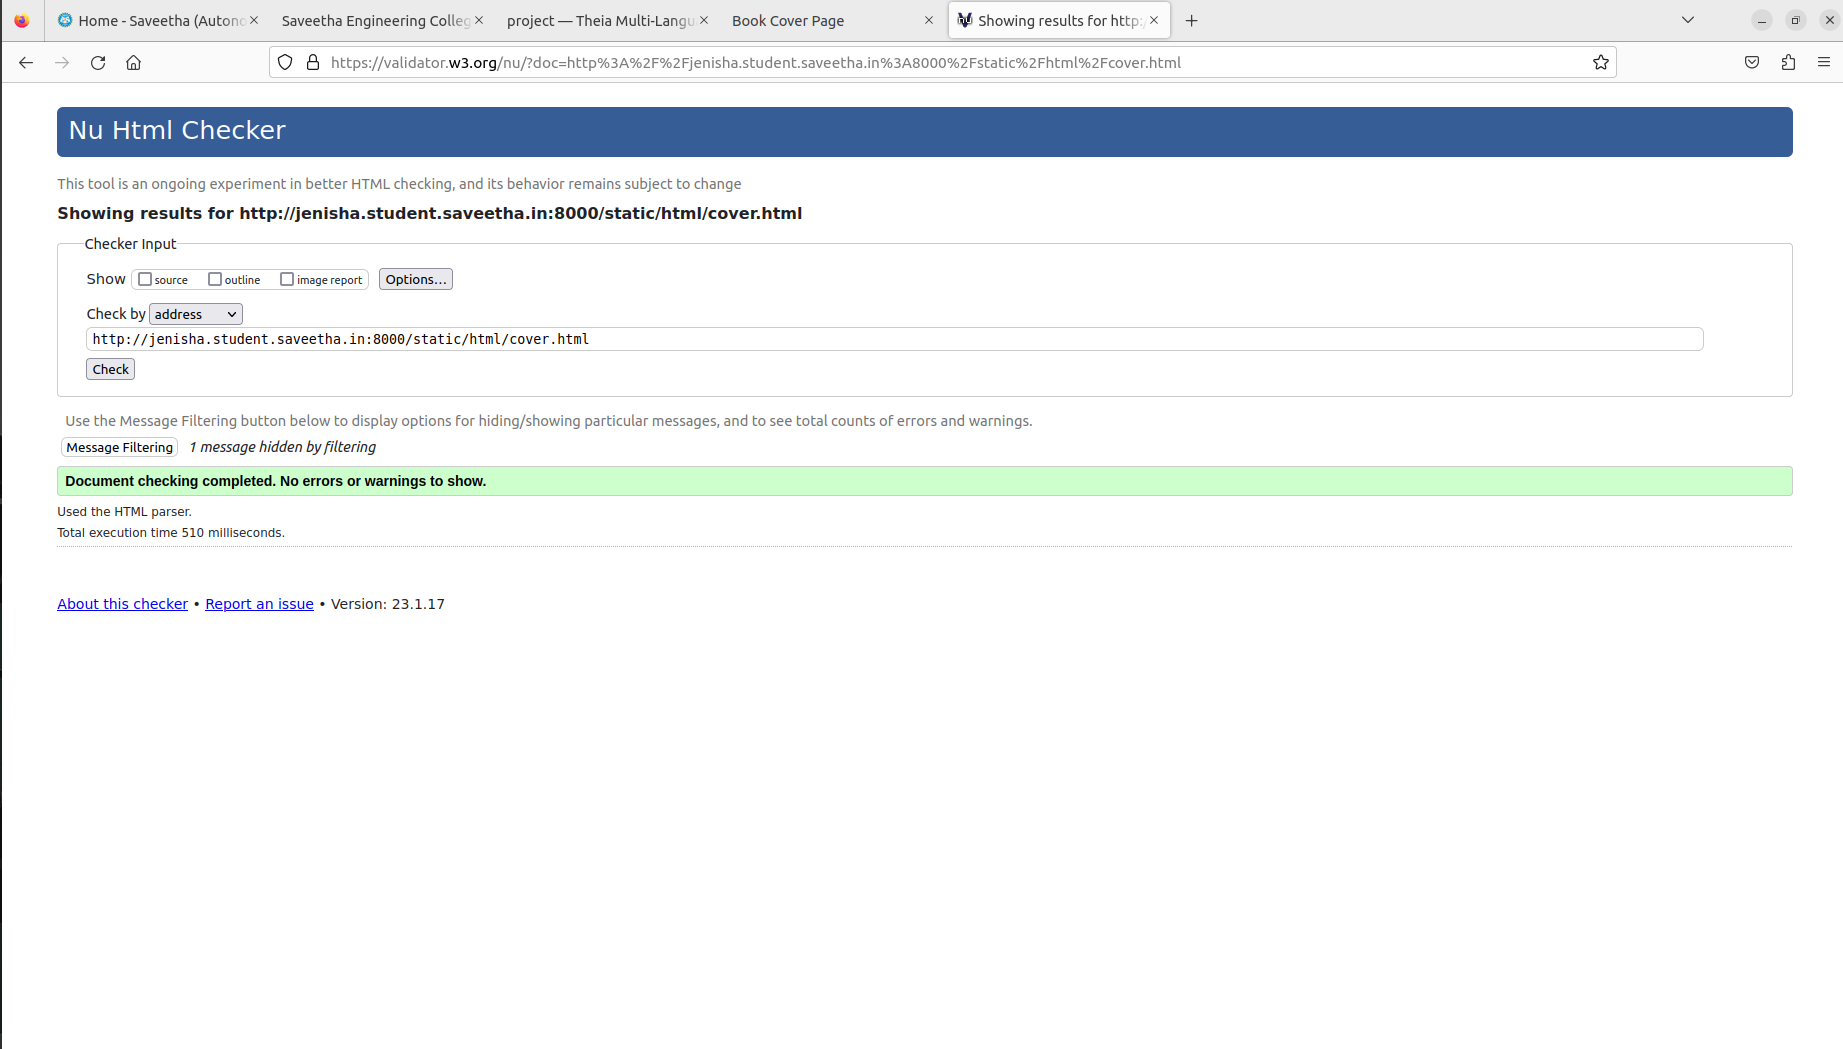 Home - Saveetha (Autono
Saveetha Engineering Colleg
project — Theia Multi-Langu
Book Cover Page
Showing results for http:/
https://validator.w3.org/nu/?doc=http%3A%2F%2Fjenisha.student.saveetha.in%3A8000%2Fstatic%2Fhtml%2Fcover.html
Nu Html Checker
This tool is an ongoing experiment in better HTML checking, and its behavior remains subject to change
Showing results for http://jenisha.student.saveetha.in:8000/static/html/cover.html
Checker Input
Show source outline image report Options...
Check by address
http://jenisha.student.saveetha.in:8000/static/html/cover.html
Check
Use the Message Filtering button below to display options for hiding/showing particular messages, and to see total counts of errors and warnings.
Message Filtering 1 message hidden by filtering
Document checking completed. No errors or warnings to show.
Used the HTML parser.
Total execution time 510 milliseconds.
About this checker • Report an issue • Version: 23.1.17